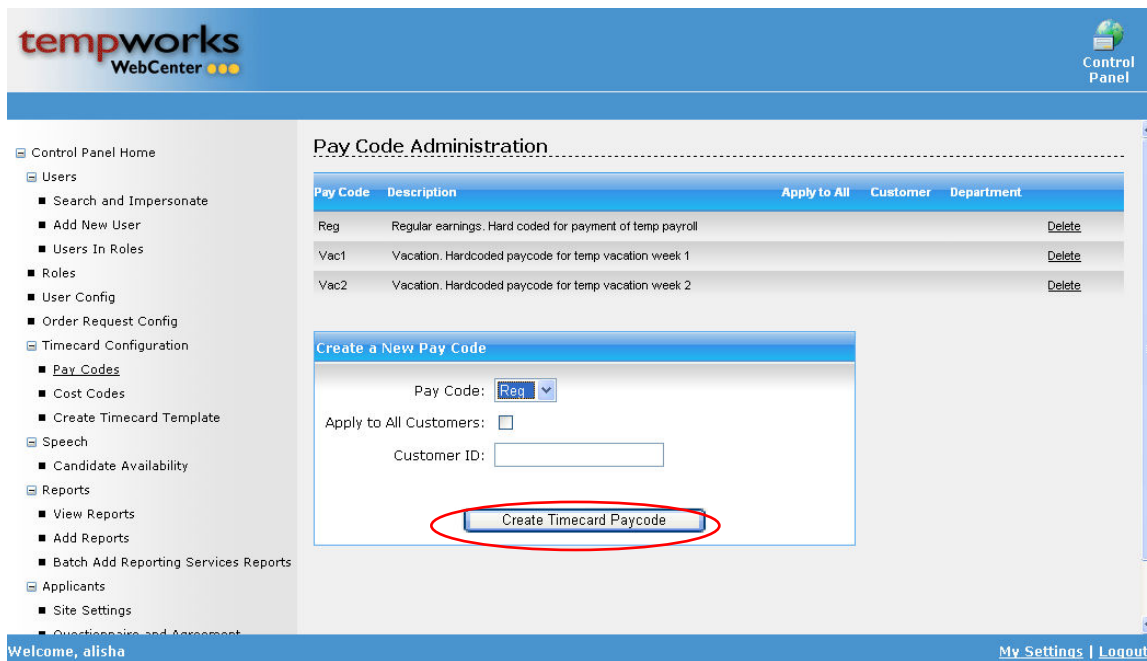 tempworks
WebCenter
Control
Panel
Control Panel Home
Users
Search and Impersonate
Add New User
Users In Roles
Roles
User Config
Order Request Config
Timecard Configuration
Pay Codes
Cost Codes
Create Timecard Template
Speech
Candidate Availability
Reports
View Reports
Add Reports
Batch Add Reporting Services Reports
Applicants
Site Settings
Questionnaire and Agreement
Pay Code Administration
Pay Code Description Apply to All Customer Department
Reg Regular earnings. Hard coded for payment of temp payroll Delete
Vac1 Vacation. Hardcoded paycode for temp vacation week 1 Delete
Vac2 Vacation. Hardcoded paycode for temp vacation week 2 Delete
Create a New Pay Code
Pay Code: Reg
Apply to All Customers:
Customer ID:
Create Timecard Paycode
Welcome, alisha
My Settings | Logout